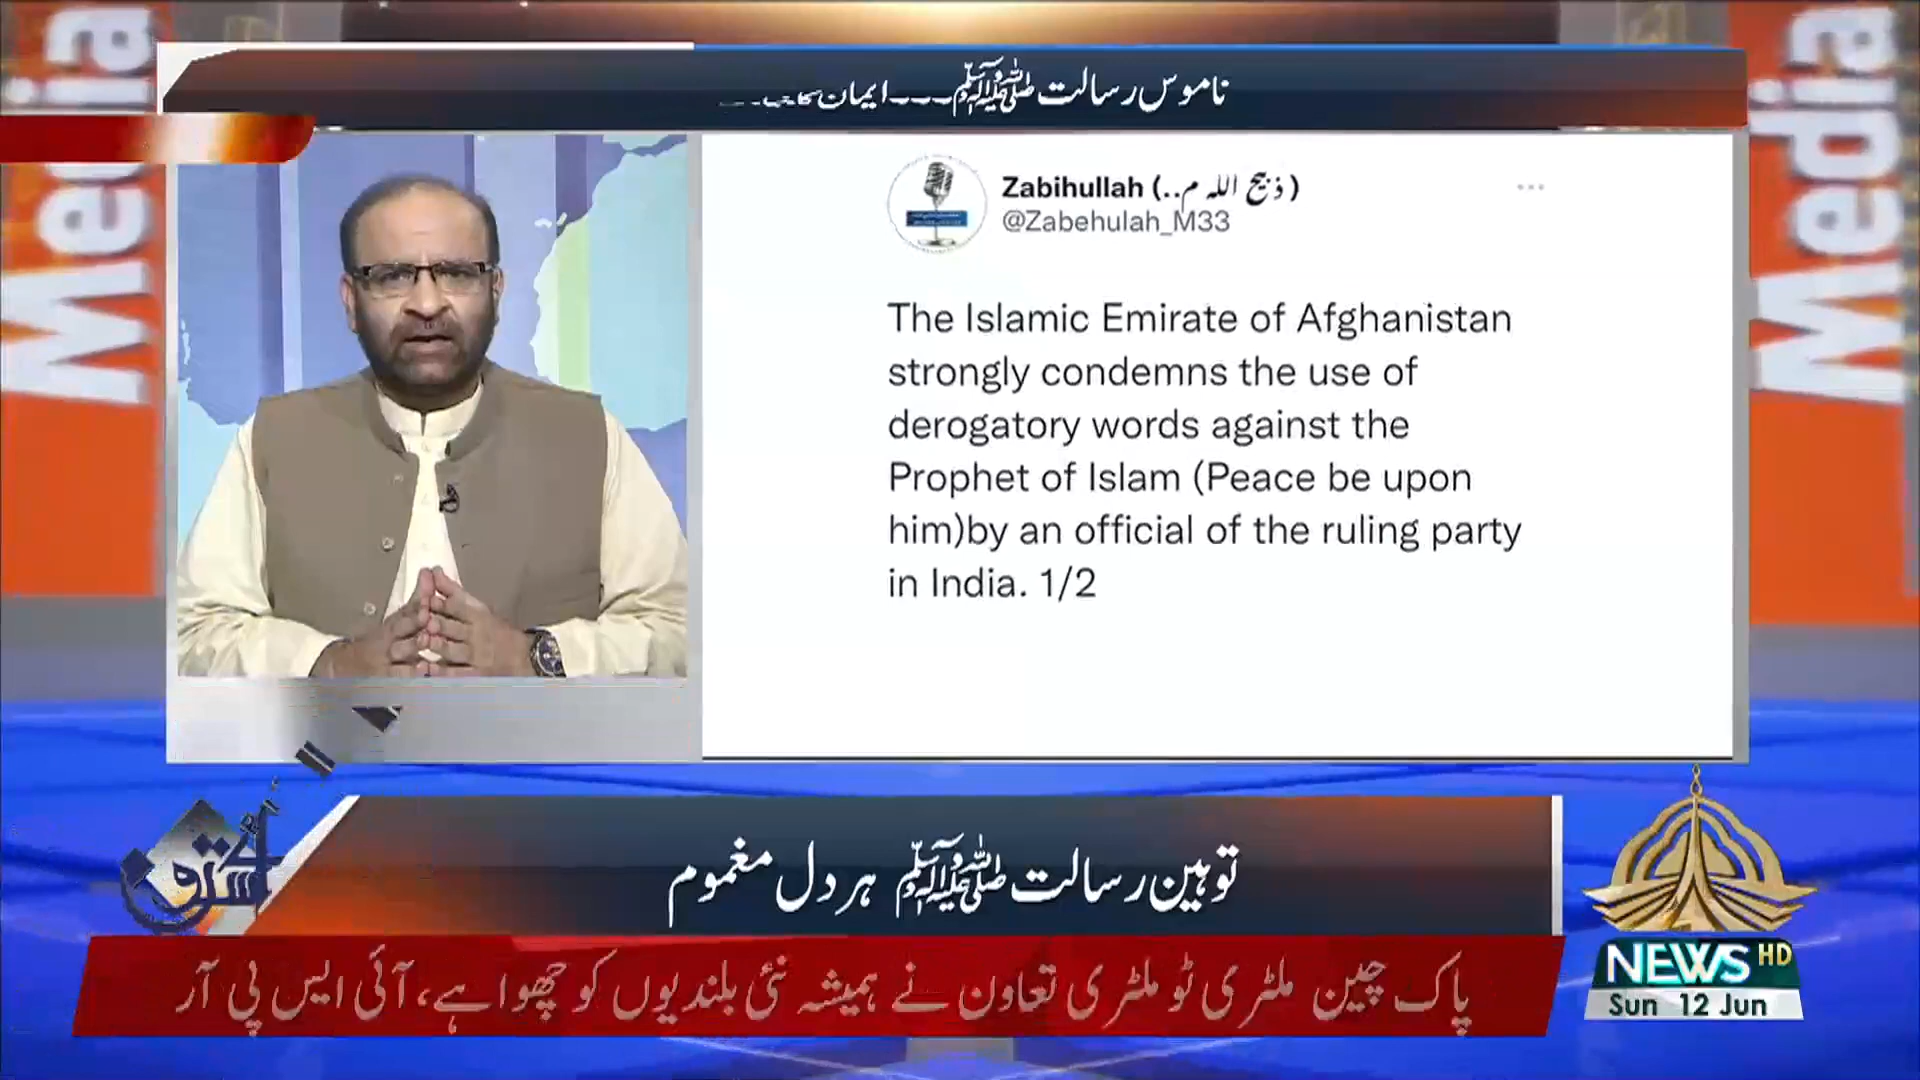 ناموس رسالت ﷺ۔۔۔ایمان کا
Zabihullah (ذبيح الله م..)
@Zabehulah_M33
The Islamic Emirate of Afghanistan
strongly condemns the use of
derogatory words against the
Prophet of Islam (Peace be upon
him)by an official of the ruling party
in India. 1/2
Media
Media
توہین رسالت ﷺ ہر دل مغموم
پاک چین ملٹری ٹو ملٹری تعاون نے ہمیشہ نئی بلندیوں کو چھوا ہے، آئی ایس پی آر
NEWS HD
Sun 12 Jun